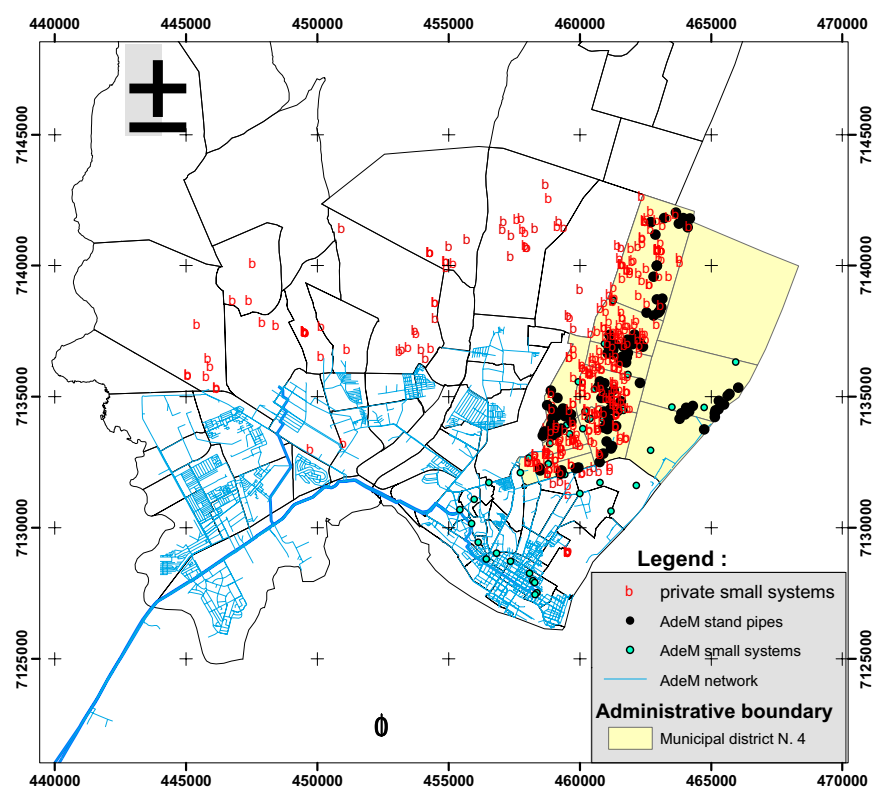 440000 445000 450000 455000 460000 465000 470000
7145000 7145000
7140000 7140000
7135000 7135000
7130000 7130000
7125000 7125000
Legend :
b private small systems
AdeM stand pipes
AdeM small systems
AdeM network
Administrative boundary
Municipal district N. 4
0
440000 445000 450000 455000 460000 465000 470000